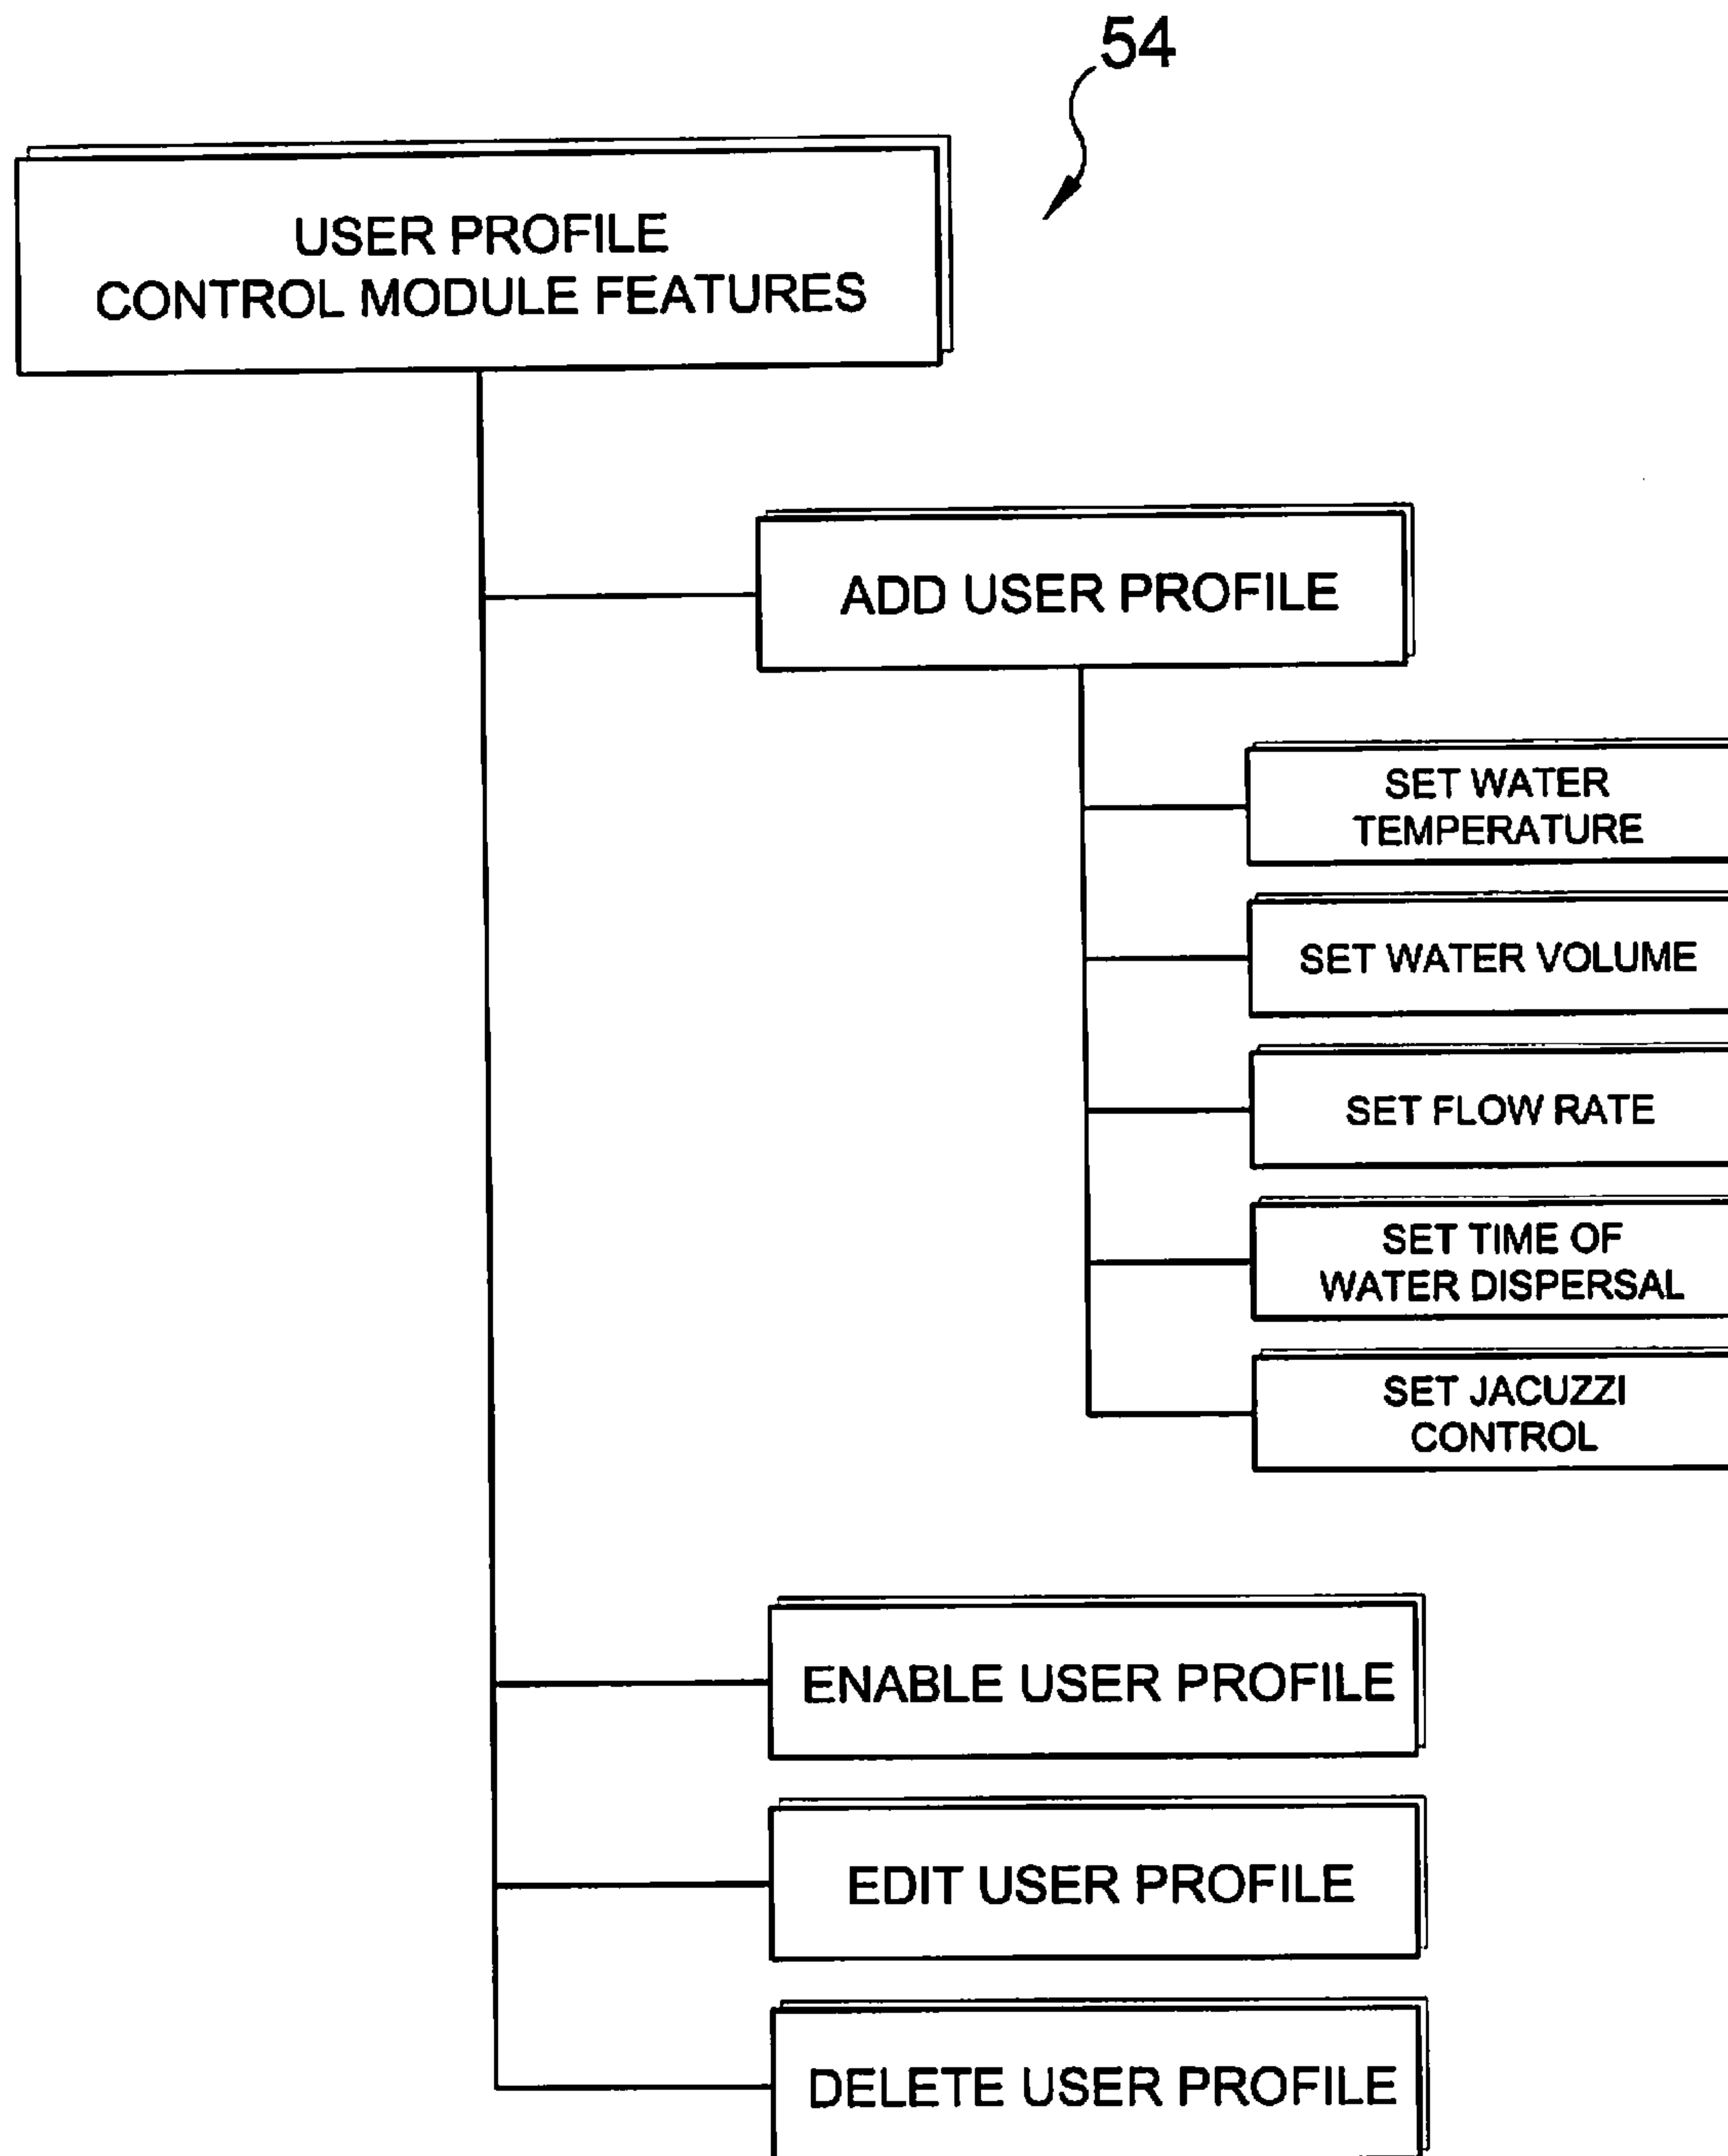 54
USER PROFILE
CONTROL MODULE FEATURES
ADD USER PROFILE
SET WATER
TEMPERATURE
SET WATER VOLUME
SET FLOW RATE
SET TIME OF
WATER DISPERSAL
SET JACUZZI
CONTROL
ENABLE USER PROFILE
EDIT USER PROFILE
DELETE USER PROFILE